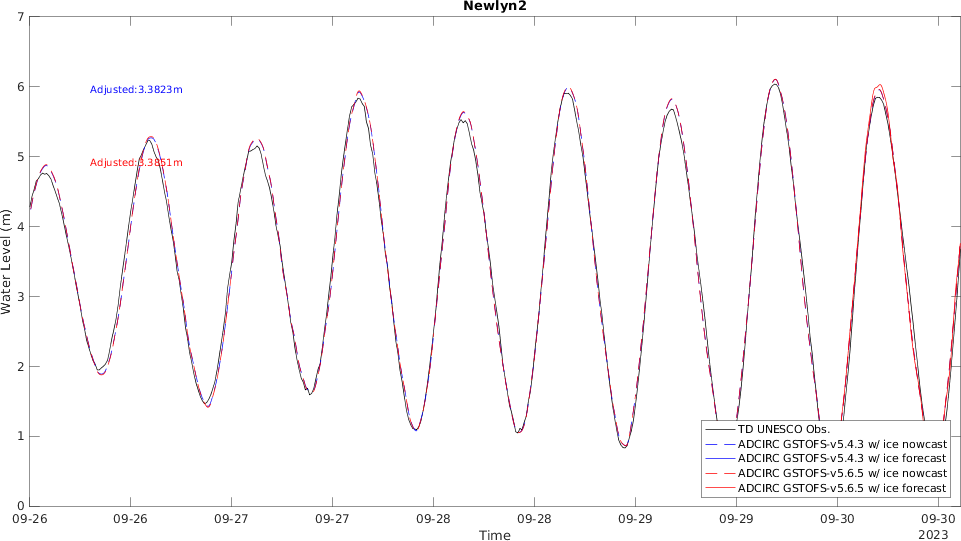 Newlyn2
7
6
5
4
3
2
1
0
Water Level (m)
Adjusted:3.3823m
Adjusted:3.3851m
TD UNESCO Obs.
ADCIRC GSTOFS-v5.4.3 w/ ice nowcast
ADCIRC GSTOFS-v5.4.3 w/ ice forecast
ADCIRC GSTOFS-v5.6.5 w/ ice nowcast
ADCIRC GSTOFS-v5.6.5 w/ ice forecast
09-26 09-26 09-27 09-27 09-28 09-28 09-29 09-29 09-30 09-30
2023
Time